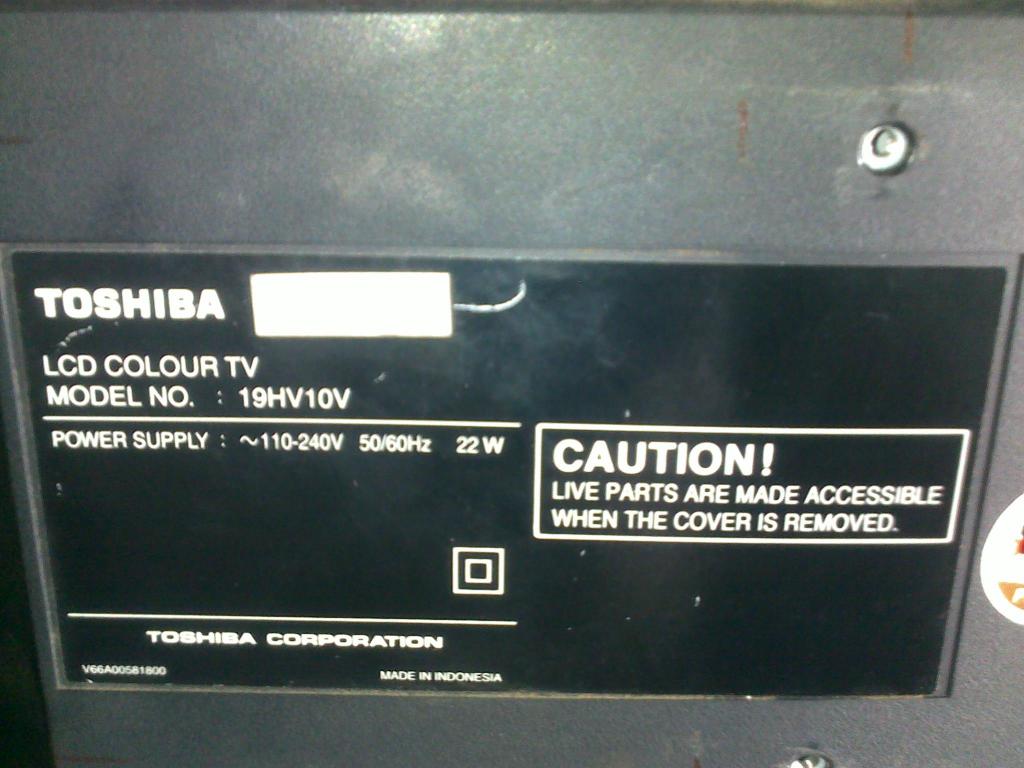 TOSHIBA
LCD COLOUR TV
MODEL NO. : 19HV10V
POWER SUPPLY : ~110-240V 50/60Hz 22 W
CAUTION!
LIVE PARTS ARE MADE ACCESSIBLE
WHEN THE COVER IS REMOVED.
TOSHIBA CORPORATION
V66A00581800
MADE IN INDONESIA